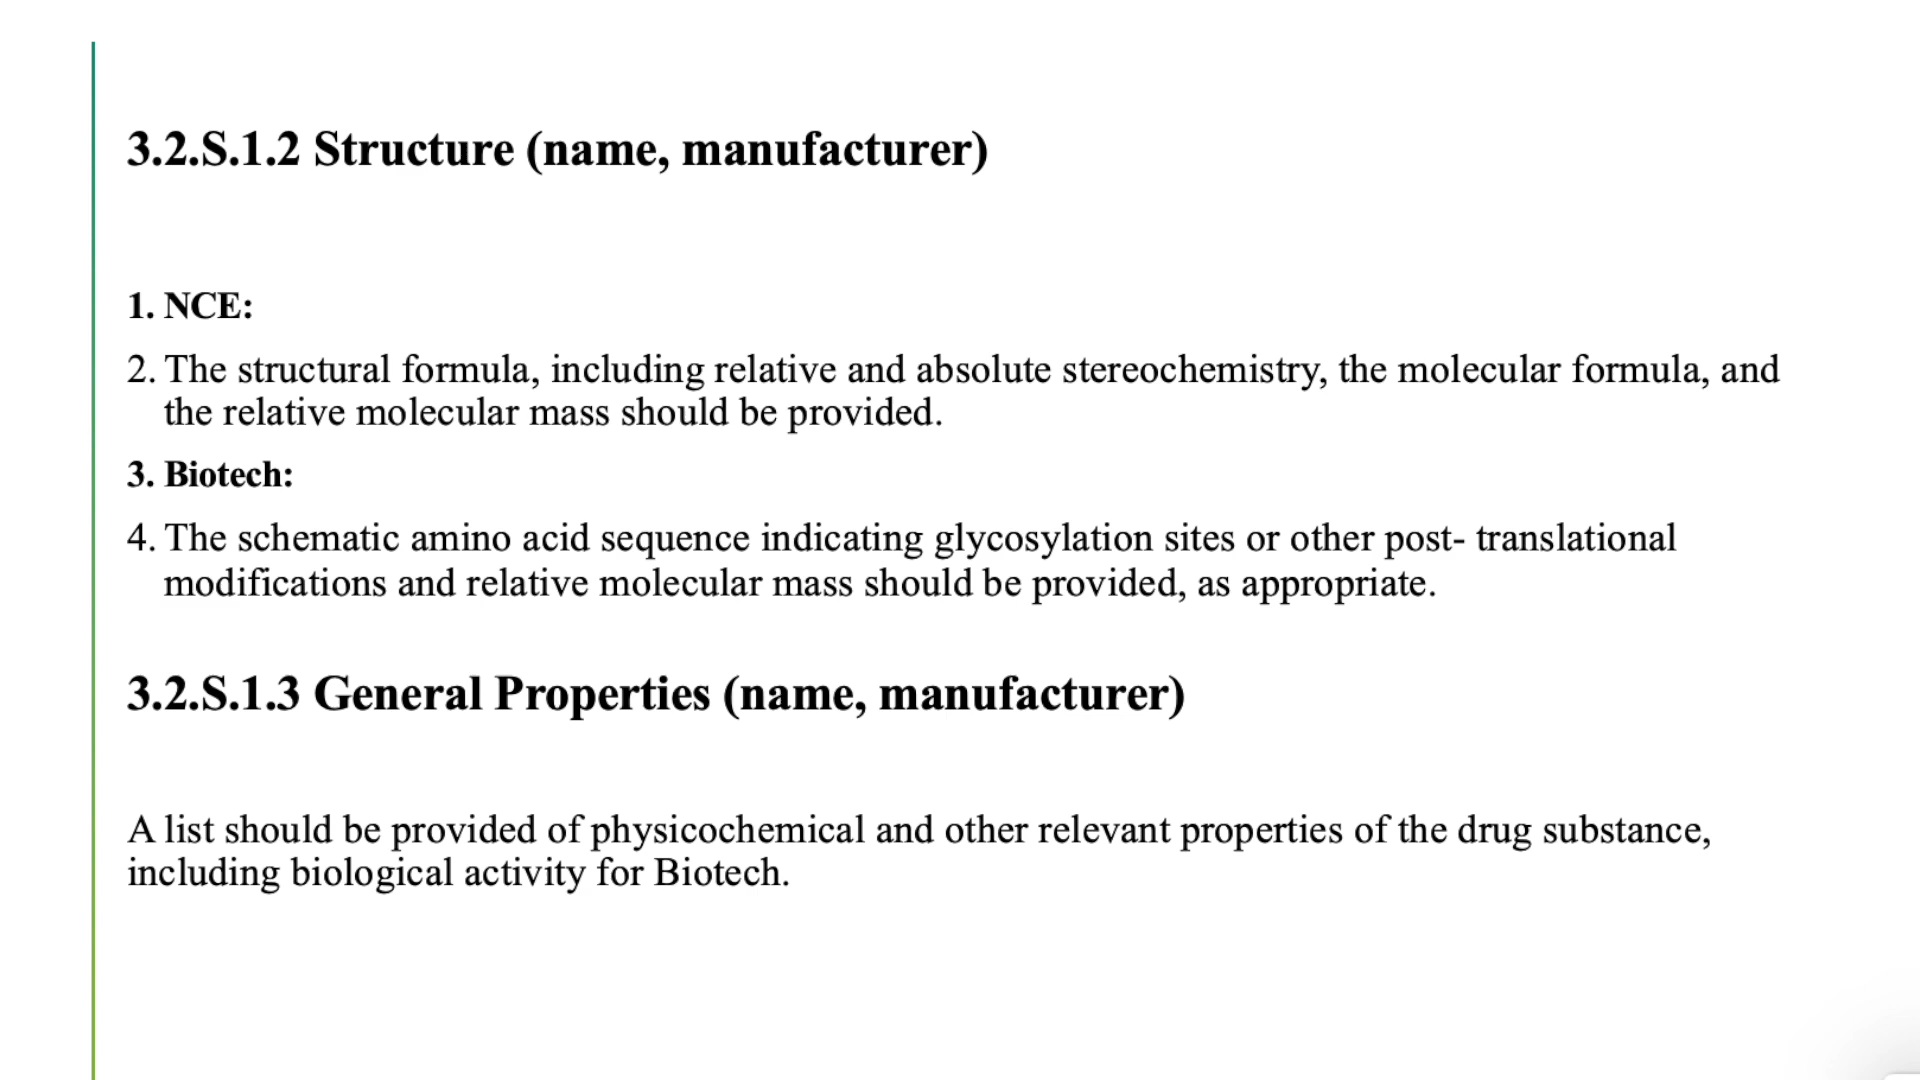 3.2.S.1.2 Structure (name, manufacturer)
1. NCE:
2. The structural formula, including relative and absolute stereochemistry, the molecular formula, and
the relative molecular mass should be provided.
3. Biotech:
4. The schematic amino acid sequence indicating glycosylation sites or other post- translational
modifications and relative molecular mass should be provided, as appropriate.
3.2.S.1.3 General Properties (name, manufacturer)
A list should be provided of physicochemical and other relevant properties of the drug substance,
including biological activity for Biotech.